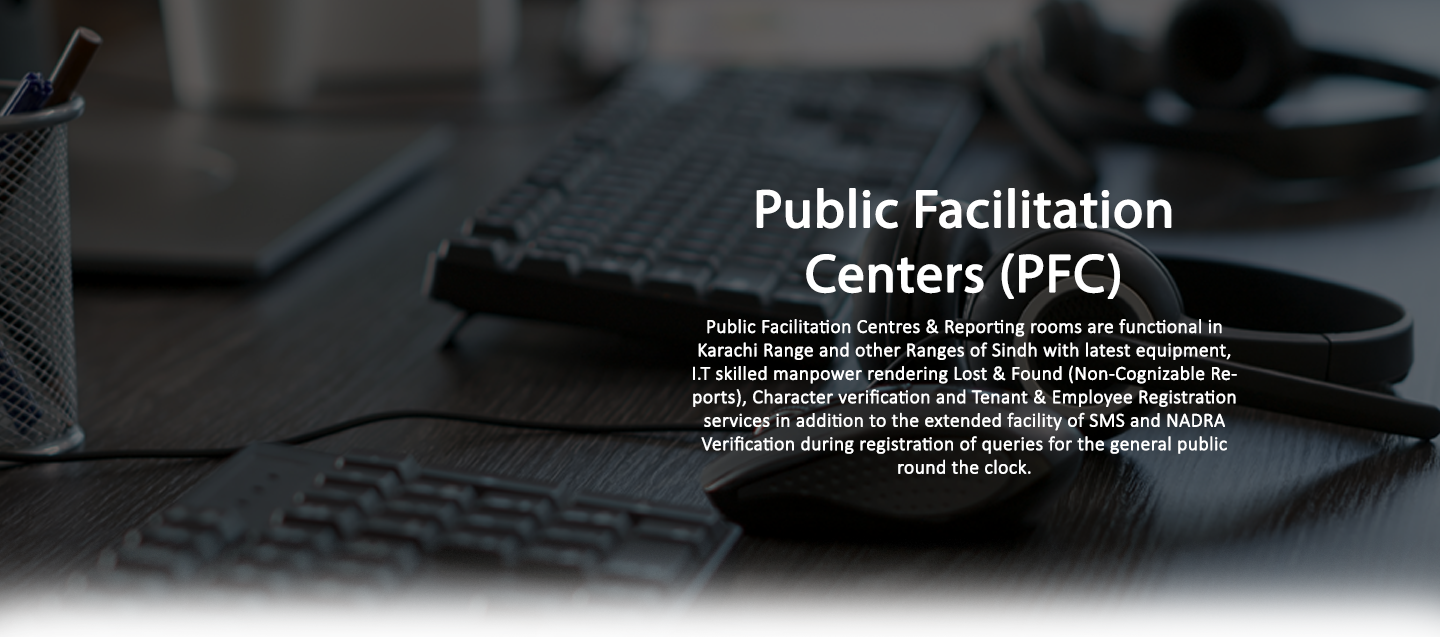 Public Facilitation
Centers (PFC)
Public Facilitation Centres & Reporting rooms are functional in
Karachi Range and other Ranges of Sindh with latest equipment,
I.T skilled manpower rendering Lost & Found (Non-Cognizable Re-
ports), Character verification and Tenant & Employee Registration
services in addition to the extended facility of SMS and NADRA
Verification during registration of queries for the general public
round the clock.